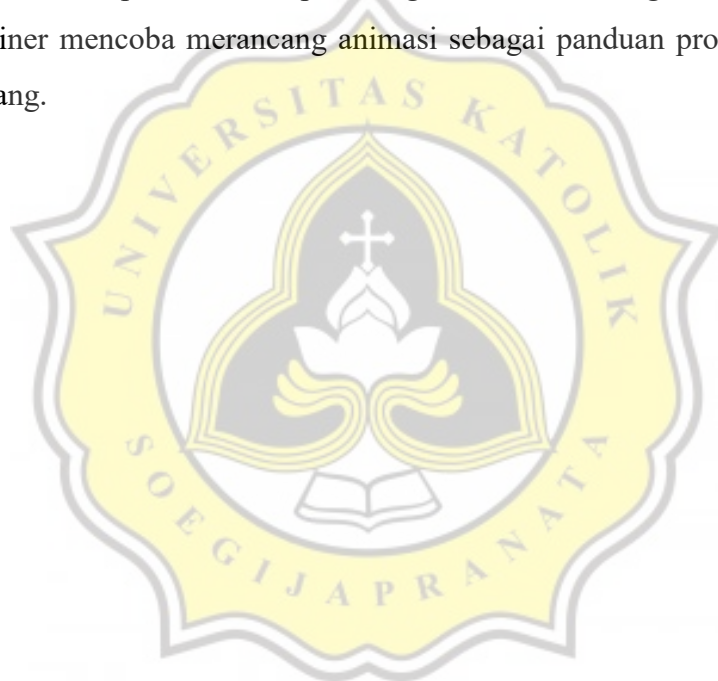 iner mencoba merancang animasi sebagai panduan pro
ang.
UNIVERSITAS KATOLIK
SOEGIJAPRANATA